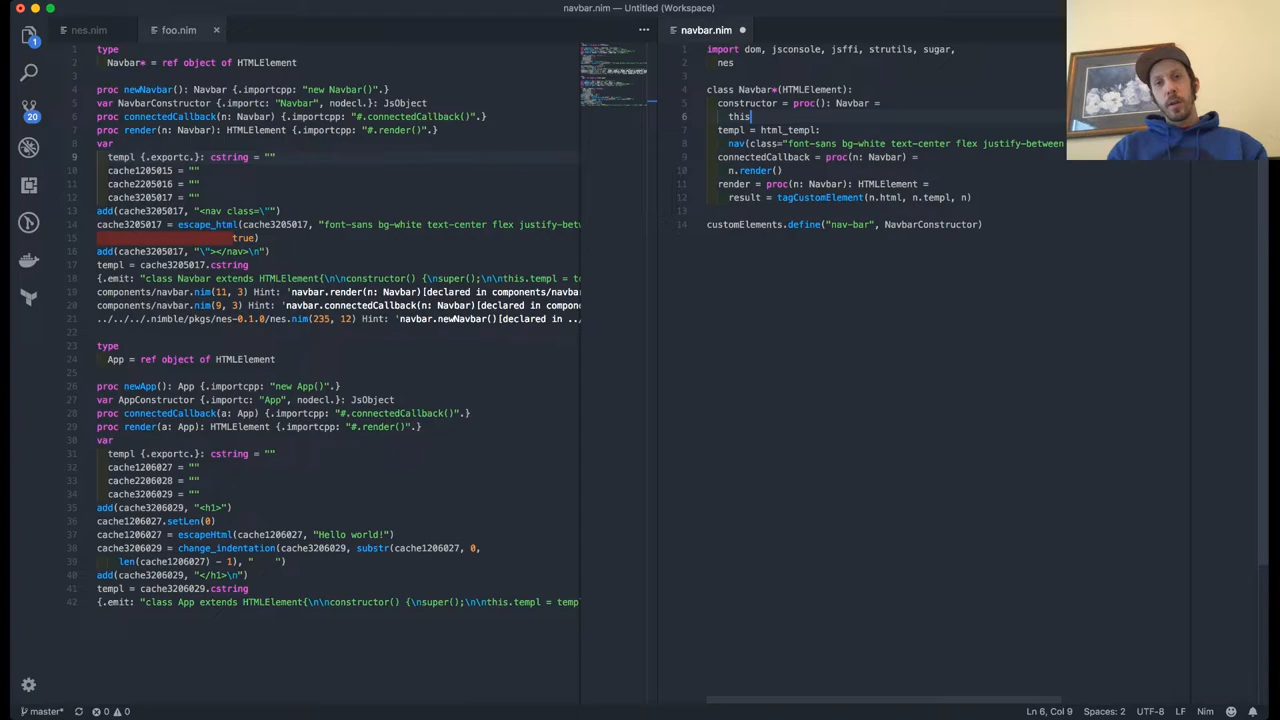 navbar.nim — Untitled (Workspace)
nes.nim
foo.nim ×
navbar.nim
1 type
2 Navbar* = ref object of HTMLElement
3
4 proc newNavbar(): Navbar {.importcpp: "new Navbar()".}
5 var NavbarConstructor {.importc: "Navbar", nodecl.}: JsObject
6 proc connectedCallback(n: Navbar) {.importcpp: "#.connectedCallback()".}
7 proc render(n: Navbar): HTMLElement {.importcpp: "#.render()".}
8 var
9 templ {.exportc.}: cstring = ""
10 cache1205015 = ""
11 cache2205016 = ""
12 cache3205017 = ""
13 add(cache3205017, "<nav class=\"")
14 cache3205017 = escape_html(cache3205017, "font-sans bg-white text-center flex justify-betw
15 true)
16 add(cache3205017, "\"></nav>\n")
17 templ = cache3205017.cstring
18 {.emit: "class Navbar extends HTMLElement{\n\nconstructor() {\nsuper();\n\nthis.templ = te
19 components/navbar.nim(11, 3) Hint: 'navbar.render(n: Navbar)[declared in components/navba
20 components/navbar.nim(9, 3) Hint: 'navbar.connectedCallback(n: Navbar)[declared in compon
21 ../../../.nimble/pkgs/nes-0.1.0/nes.nim(235, 12) Hint: 'navbar.newNavbar()[declared in ../
22
23 type
24 App = ref object of HTMLElement
25
26 proc newApp(): App {.importcpp: "new App()".}
27 var AppConstructor {.importc: "App", nodecl.}: JsObject
28 proc connectedCallback(a: App) {.importcpp: "#.connectedCallback()".}
29 proc render(a: App): HTMLElement {.importcpp: "#.render()".}
30 var
31 templ {.exportc.}: cstring = ""
32 cache1206027 = ""
33 cache2206028 = ""
34 cache3206029 = ""
35 add(cache3206029, "<h1>")
36 cache1206027.setLen(0)
37 cache1206027 = escapeHtml(cache1206027, "Hello world!")
38 cache3206029 = change_indentation(cache3206029, substr(cache1206027, 0,
39 len(cache1206027) - 1), "    ")
40 add(cache3206029, "</h1>\n")
41 templ = cache3206029.cstring
42 {.emit: "class App extends HTMLElement{\n\nconstructor() {\nsuper();\n\nthis.templ = templ
1 import dom, jsconsole, jsffi, strutils, sugar,
2 nes
3
4 class Navbar*(HTMLElement):
5 constructor = proc(): Navbar =
6 this
7 templ = html_templ:
8 nav(class="font-sans bg-white text-center flex justify-between
9 connectedCallback = proc(n: Navbar) =
10 n.render()
11 render = proc(n: Navbar): HTMLElement =
12 result = tagCustomElement(n.html, n.templ, n)
13
14 customElements.define("nav-bar", NavbarConstructor)
1
20
master* 0 0
Ln 6, Col 9 Spaces: 2 UTF-8 LF Nim